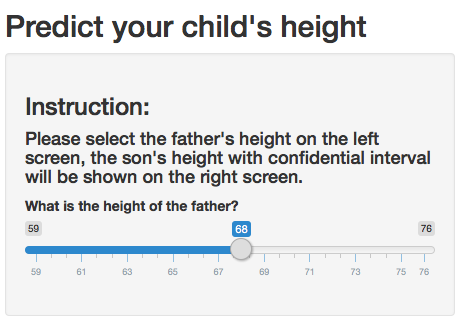 Predict your child's height
Instruction:
Please select the father's height on the left
screen, the son's height with confidential interval
will be shown on the right screen.
What is the height of the father?
59 68 76
59 61 63 65 67 69 71 73 75 76